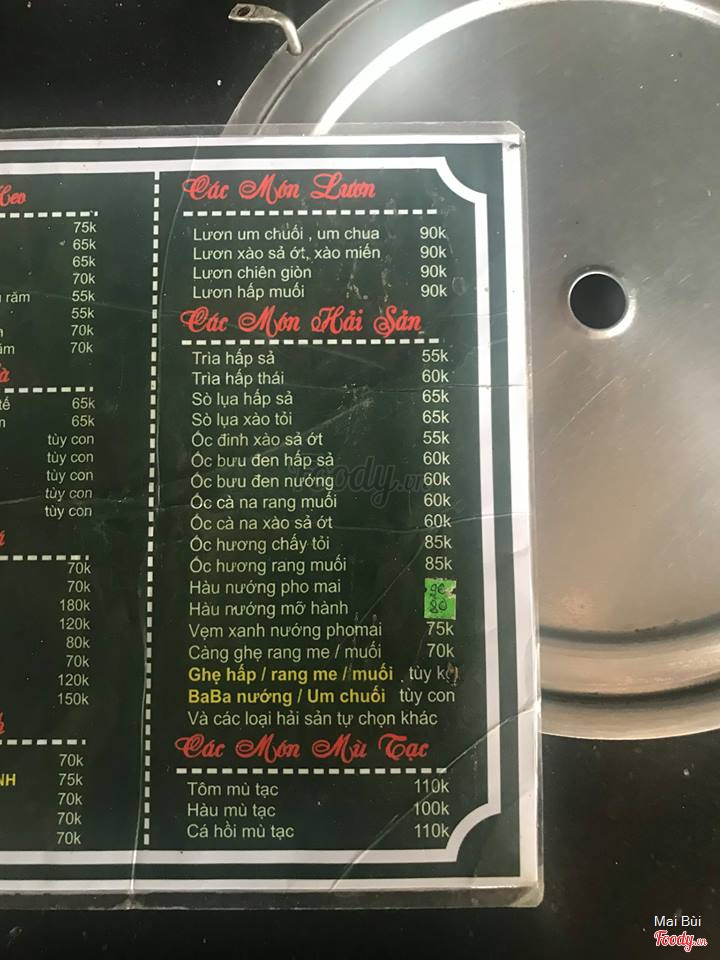 Heo
75k
65k
65k
70k
răm 55k
55k
70k
70k
65k
65k
tùy con
tùy con
tùy con
tùy con
tùy con
70k
70k
180k
120k
80k
70k
120k
150k
70k
NH 75k
70k
70k
70k
Các Món Lươn
Lươn um chuối , um chua 90k
Lươn xào sả ớt, xào miến 90k
Lươn chiên giòn 90k
Lươn hấp muối 90k
Các Món Hải Sản
Trìa hấp sả 55k
Trìa hấp thái 60k
Sò lụa hấp sả 65k
Sò lụa xào tỏi 65k
Ốc đinh xào sả ớt 55k
Ốc bưu đen hấp sả 60k
Ốc bưu đen nướng 60k
Ốc cà na rang muối 60k
Ốc cà na xào sả ớt 60k
Ốc hương chấy tỏi 85k
Ốc hương rang muối 85k
Hàu nướng pho mai
Hàu nướng mỡ hành 80
Vẹm xanh nướng phomai 75k
Càng ghẹ rang me / muối 70k
Ghẹ hấp / rang me / muối tùy
BaBa nướng / Um chuối tùy con
Và các loại hải sản tự chọn khác
Các Món Mù Tạc
Tôm mù tạc 110k
Hàu mù tạc 100k
Cá hồi mù tạc 110k
Foody.vn
Mai Bùi
Foody.vn